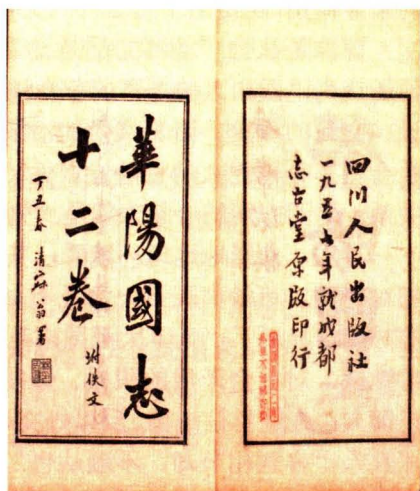 華陽國志
十二卷
附佚文
丁丑春 清寂翁署
四川人民出版社
一九五七年就成都
志古堂原版印行